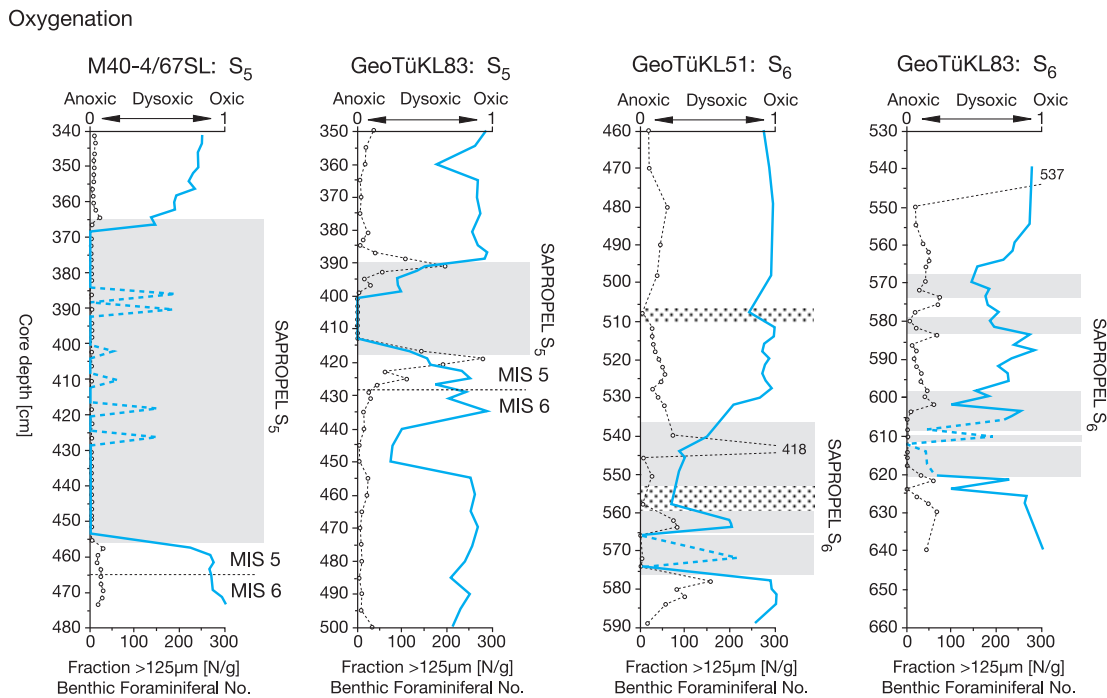 Oxygenation
M40-4/67SL: S5
Anoxic Dysoxic Oxic
0 1
340
350
360
370
380
390
400
410
420
430
440
450
460
470
480
Core depth [cm]
SAPROPEL S5
MIS 5
MIS 6
0 100 200 300
Fraction >125µm [N/g]
Benthic Foraminiferal No.
GeoTüKL83: S5
Anoxic Dysoxic Oxic
0 1
350
360
370
380
390
400
410
420
430
440
450
460
470
480
490
500
SAPROPEL S5
MIS 5
MIS 6
0 100 200 300
Fraction >125µm [N/g]
Benthic Foraminiferal No.
GeoTüKL51: S6
Anoxic Dysoxic Oxic
0 1
460
470
480
490
500
510
520
530
540
550
560
570
580
590
418
SAPROPEL S6
0 100 200 300
Fraction >125µm [N/g]
Benthic Foraminiferal No.
GeoTüKL83: S6
Anoxic Dysoxic Oxic
0 1
530
537
550
560
570
580
590
600
610
620
630
640
660
SAPROPEL S6
0 100 200 300
Fraction >125µm [N/g]
Benthic Foraminiferal No.